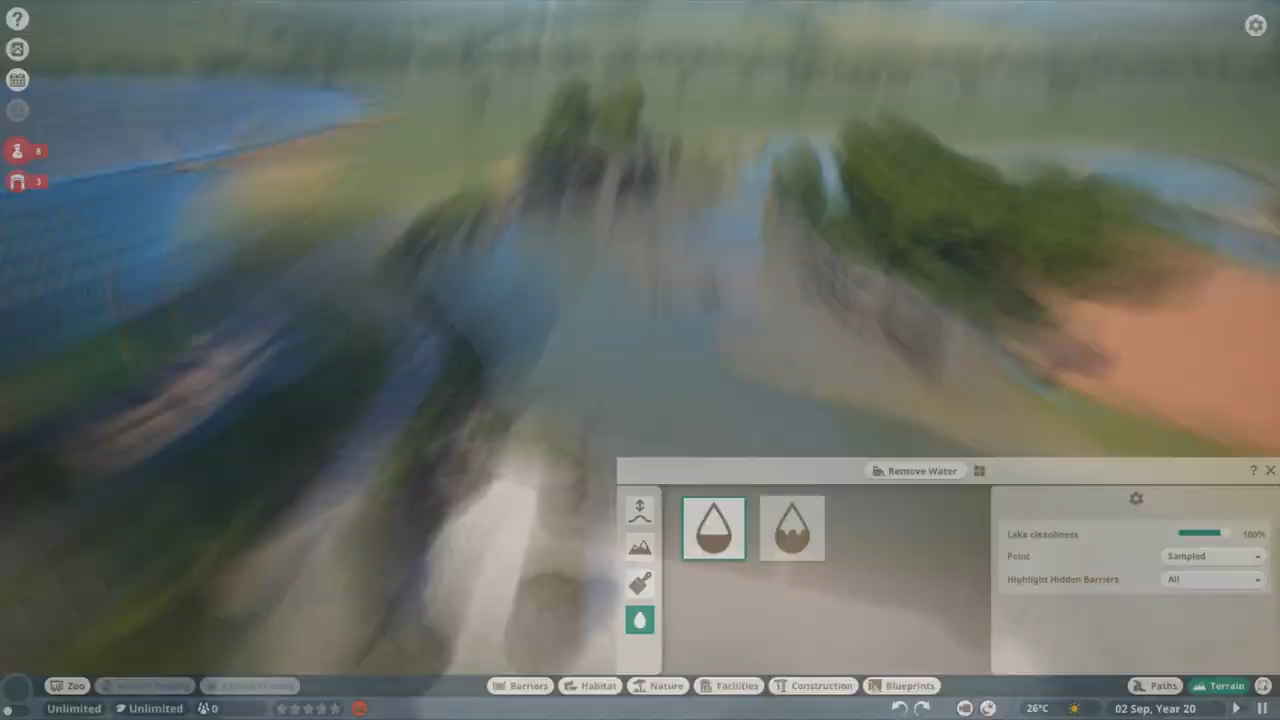 ?
8
3
Remove Water
? X
Lake cleanliness 100%
Point Sampled
Highlight Hidden Barriers All
Zoo
Barriers Habitat Nature Facilities Construction Blueprints
Paths Terrain
Unlimited Unlimited 0
26°C 02 Sep, Year 20